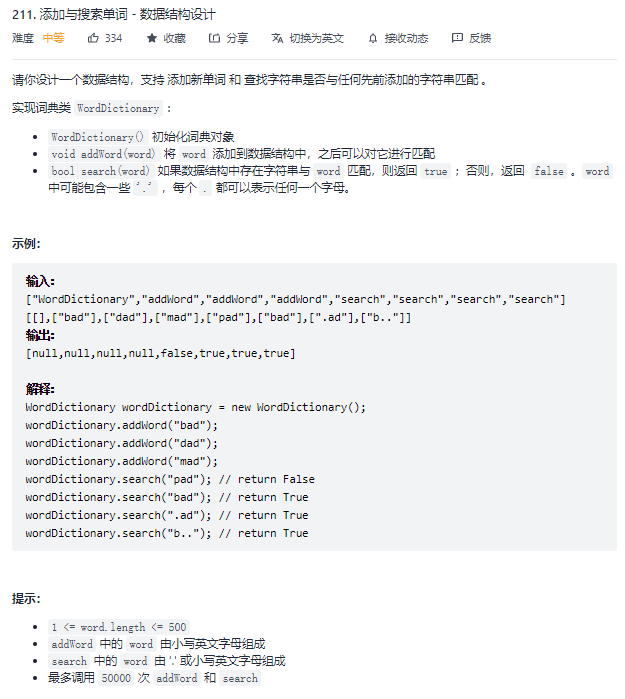 211. 添加与搜索单词 - 数据结构设计
难度 中等 334 收藏 分享 切换为英文 接收动态 反馈
请你设计一个数据结构，支持 添加新单词 和 查找字符串是否与任何先前添加的字符串匹配 。
实现词典类 WordDictionary ：
WordDictionary() 初始化词典对象
void addWord(word) 将 word 添加到数据结构中，之后可以对它进行匹配
bool search(word) 如果数据结构中存在字符串与 word 匹配，则返回 true ；否则，返回 false 。word
中可能包含一些 '.' ，每个 . 都可以表示任何一个字母。
示例：
输入：
["WordDictionary","addWord","addWord","addWord","search","search","search","search"]
[[],["bad"],["dad"],["mad"],["pad"],["bad"],[".ad"],["b.."]]
输出：
[null,null,null,null,false,true,true,true]
解释：
WordDictionary wordDictionary = new WordDictionary();
wordDictionary.addWord("bad");
wordDictionary.addWord("dad");
wordDictionary.addWord("mad");
wordDictionary.search("pad"); // return False
wordDictionary.search("bad"); // return True
wordDictionary.search(".ad"); // return True
wordDictionary.search("b.."); // return True
提示：
1 <= word.length <= 500
addWord 中的 word 由小写英文字母组成
search 中的 word 由 '.' 或小写英文字母组成
最多调用 50000 次 addWord 和 search